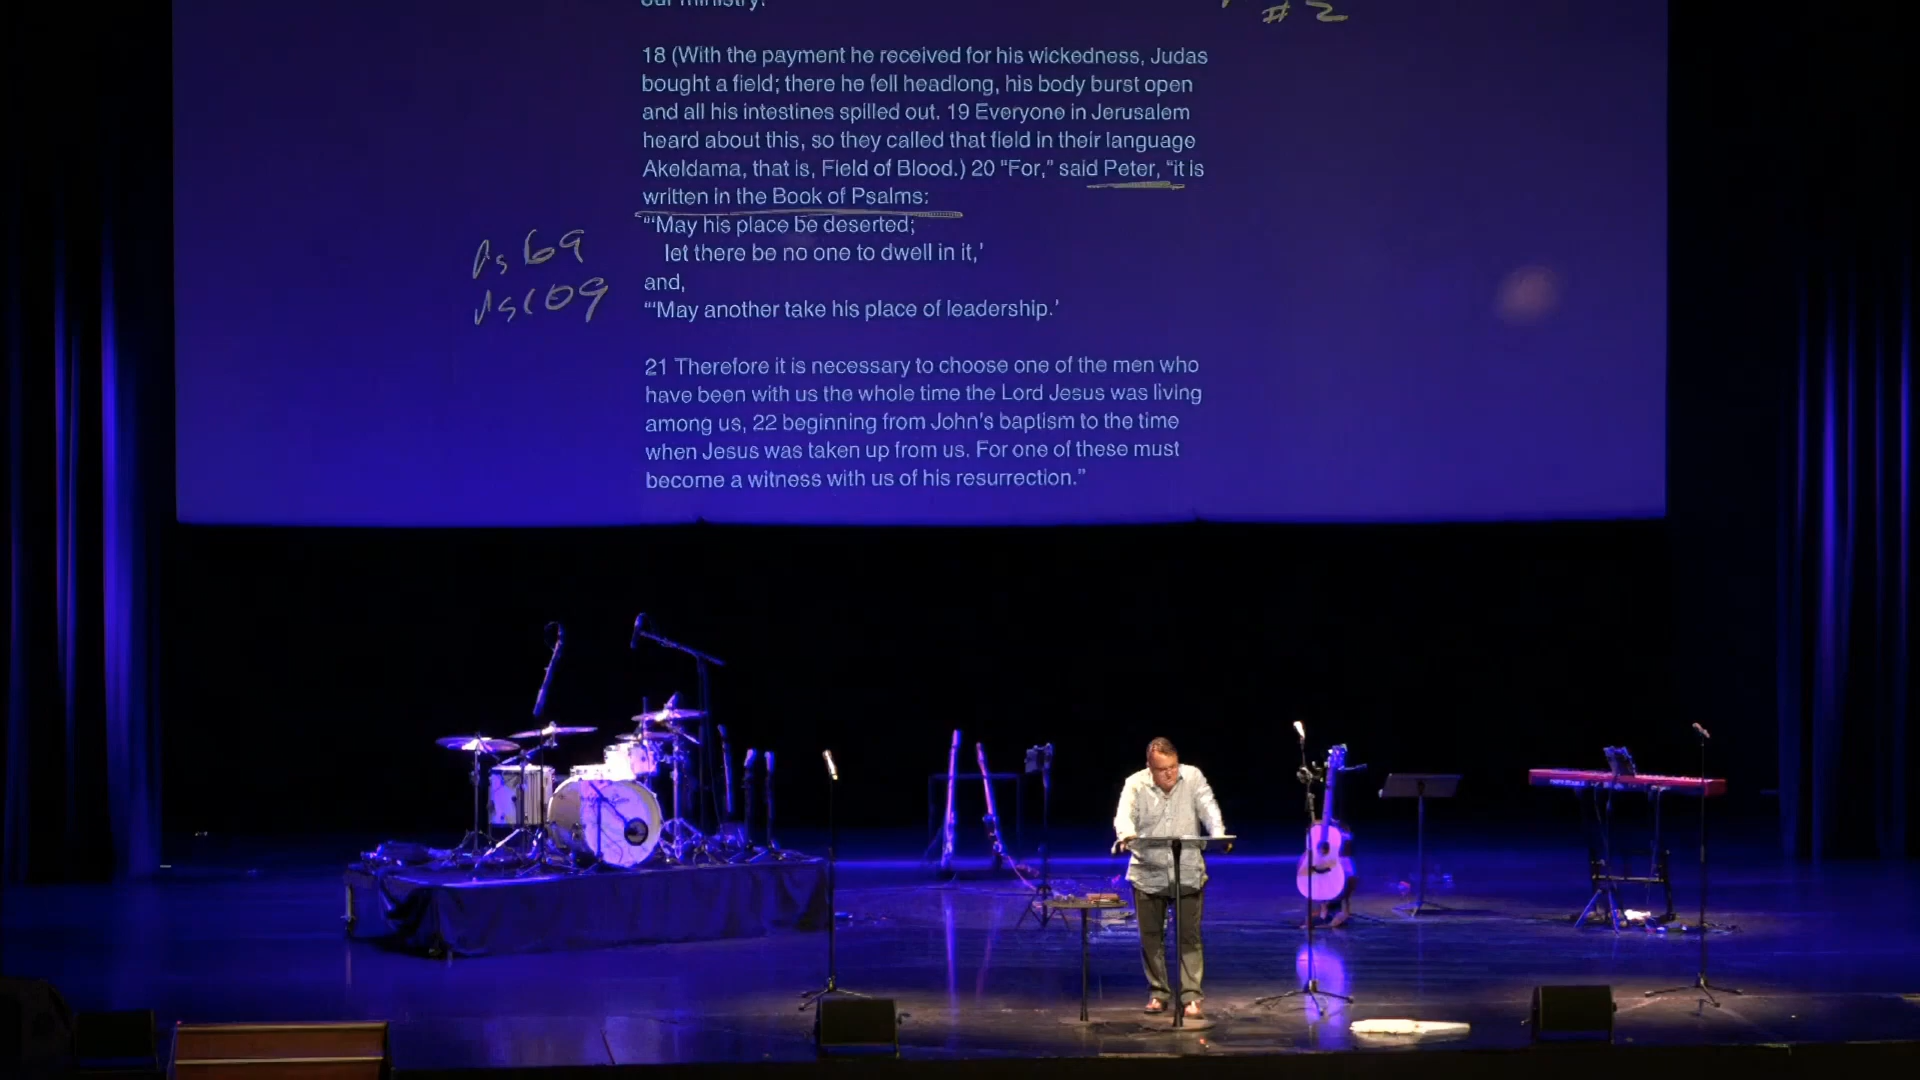 our ministry.
#2
18 (With the payment he received for his wickedness, Judas
bought a field; there he fell headlong, his body burst open
and all his intestines spilled out. 19 Everyone in Jerusalem
heard about this, so they called that field in their language
Akeldama, that is, Field of Blood.) 20 "For," said Peter, “it is
written in the Book of Psalms:
“‘May his place be deserted;
let there be no one to dwell in it,’
and,
“‘May another take his place of leadership.’
Ps 69
Ps 109
21 Therefore it is necessary to choose one of the men who
have been with us the whole time the Lord Jesus was living
among us, 22 beginning from John’s baptism to the time
when Jesus was taken up from us. For one of these must
become a witness with us of his resurrection.”